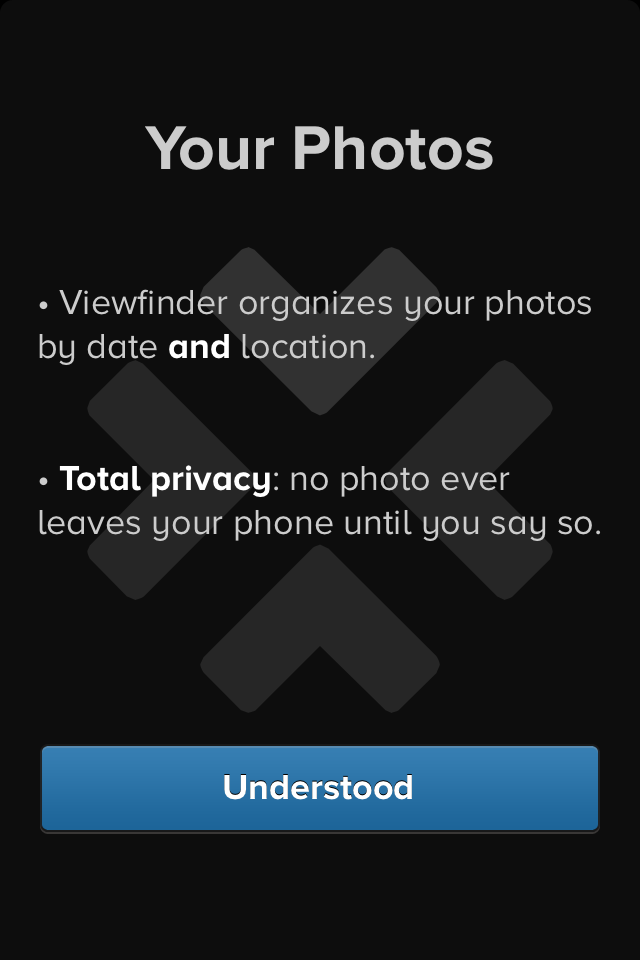 Your Photos
• Viewfinder organizes your photos
by date and location.
• Total privacy: no photo ever
leaves your phone until you say so.
Understood